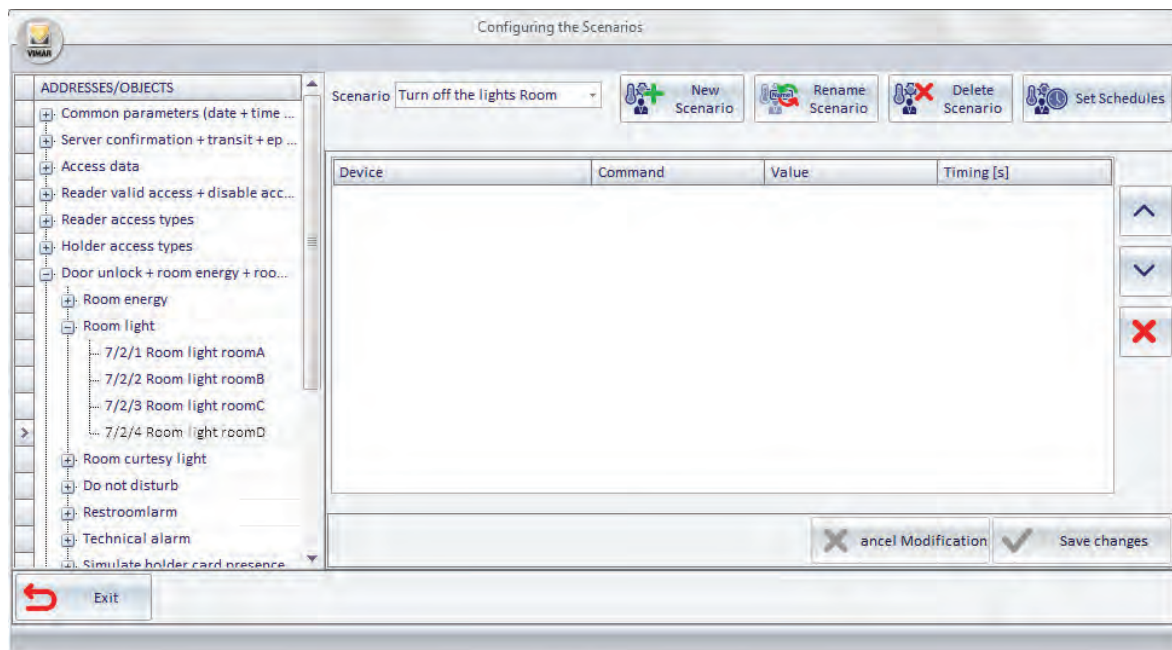 Configuring the Scenarios
VIMAR
ADDRESSES/OBJECTS
Common parameters (date + time ...
Server confirmation + transit + ep ...
Access data
Reader valid access + disable acc...
Reader access types
Holder access types
Door unlock + room energy + roo...
Room energy
Room light
7/2/1 Room light roomA
7/2/2 Room light roomB
7/2/3 Room light roomC
7/2/4 Room light roomD
Room curtesy light
Do not disturb
Restroomlarm
Technical alarm
Simulate holder card presence
Scenario Turn off the lights Room
New
Scenario
Rename
Scenario
Delete
Scenario
Set Schedules
Device Command Value Timing [s]
ancel Modification
Save changes
Exit